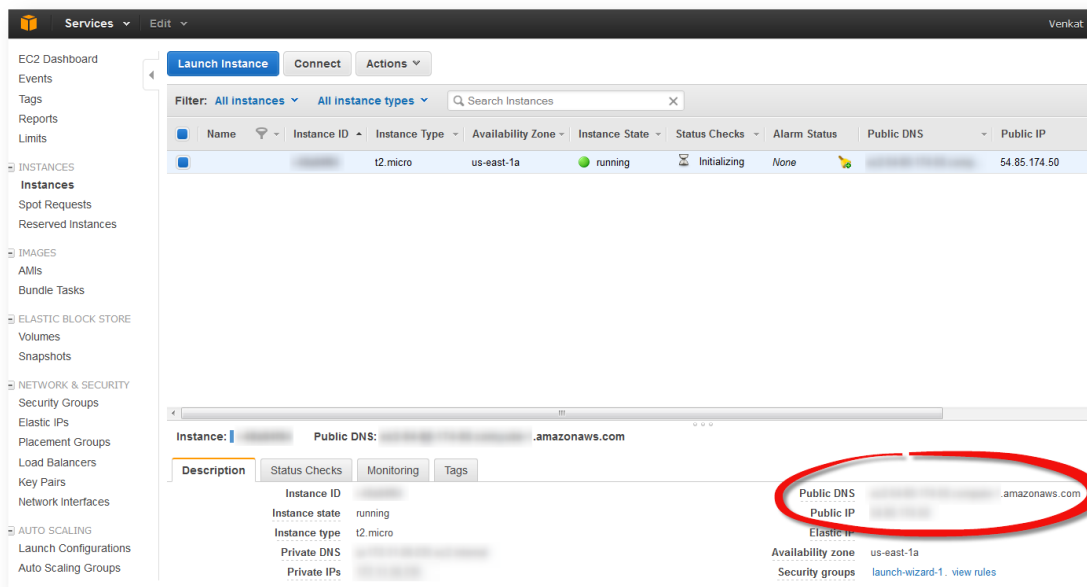 Services Edit Venkat
EC2 Dashboard
Events
Tags
Reports
Limits
INSTANCES
Instances
Spot Requests
Reserved Instances
IMAGES
AMIs
Bundle Tasks
ELASTIC BLOCK STORE
Volumes
Snapshots
NETWORK & SECURITY
Security Groups
Elastic IPs
Placement Groups
Load Balancers
Key Pairs
Network Interfaces
AUTO SCALING
Launch Configurations
Auto Scaling Groups
Launch Instance Connect Actions
Filter: All instances All instance types Search Instances
Name Instance ID Instance Type Availability Zone Instance State Status Checks Alarm Status Public DNS Public IP
t2.micro us-east-1a running Initializing None 54.85.174.50
Instance: Public DNS: .amazonaws.com
Description Status Checks Monitoring Tags
Instance ID
Instance state running
Instance type t2.micro
Private DNS
Private IPs
Public DNS .amazonaws.com
Public IP
Elastic IP
Availability zone us-east-1a
Security groups launch-wizard-1. view rules